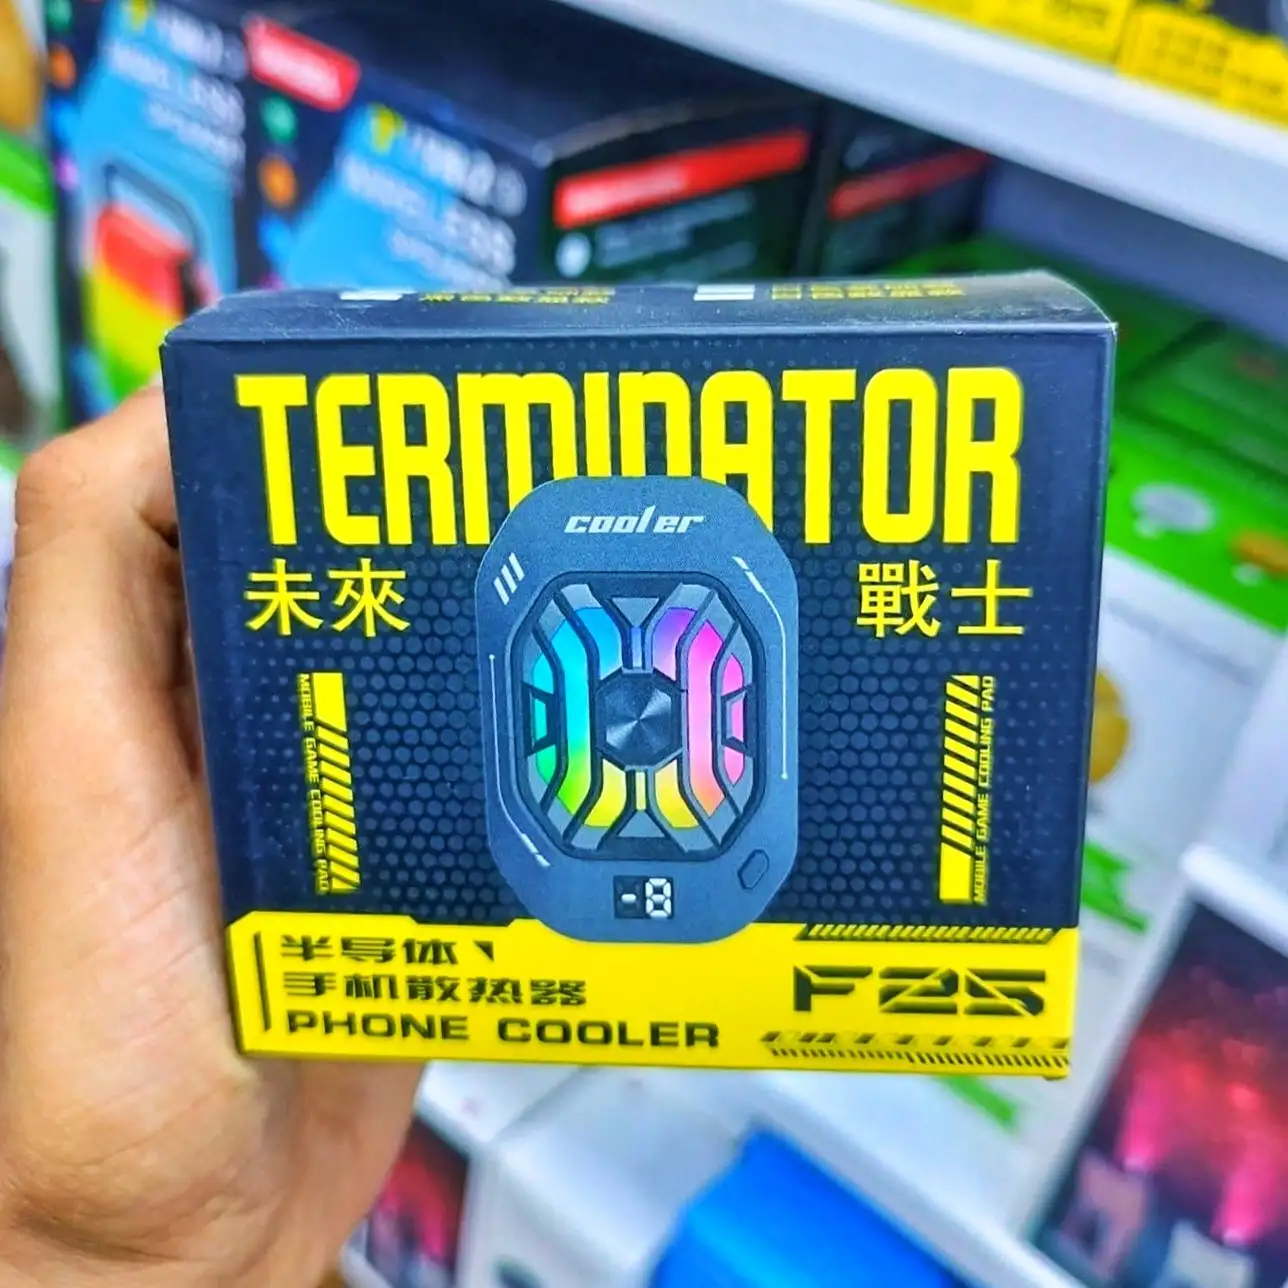 TERMINATOR
cooler
未來 戰士
MOBILE GAME COOLING PAD
MOBILE GAME COOLING PAD
-8
半导体
手机散热器
PHONE COOLER
F25